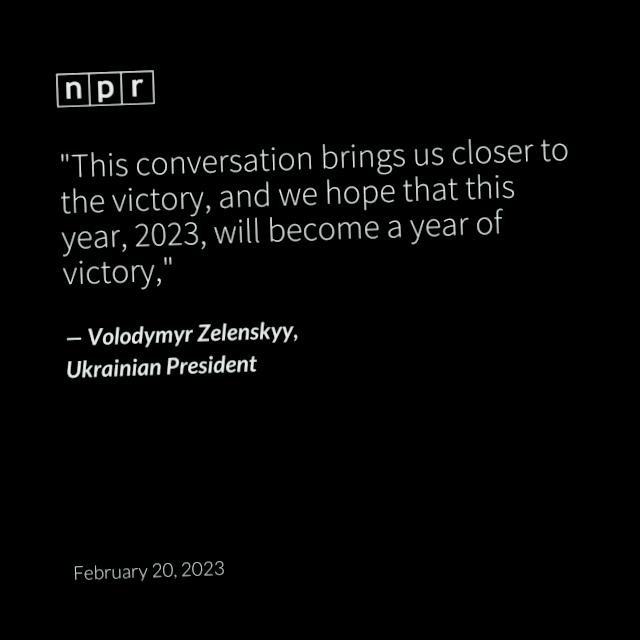 npr
"This conversation brings us closer to
the victory, and we hope that this
year, 2023, will become a year of
victory,"
— Volodymyr Zelenskyy,
Ukrainian President
February 20, 2023